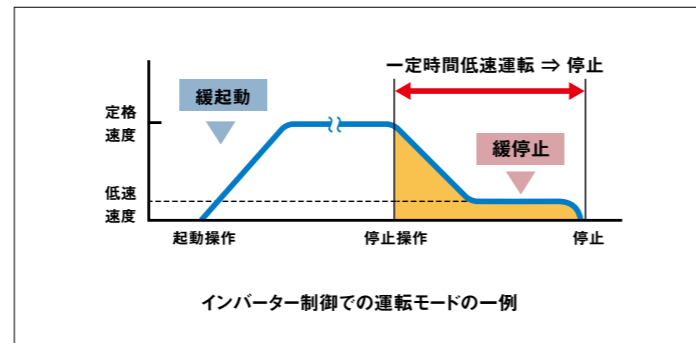 一定時間低速運転 ⇒ 停止
緩起動
定格
速度
緩停止
低速
速度
起動操作
停止操作
停止
インバーター制御での運転モードの一例